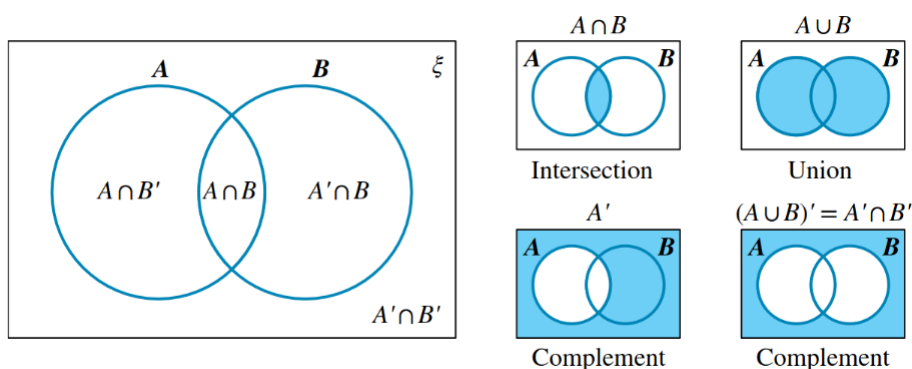 A B ξ
A ∩ B' A ∩ B A' ∩ B
A' ∩ B'
A ∩ B
A B
Intersection
A ∪ B
A B
Union
A'
A B
Complement
(A ∪ B)' = A' ∩ B'
A B
Complement